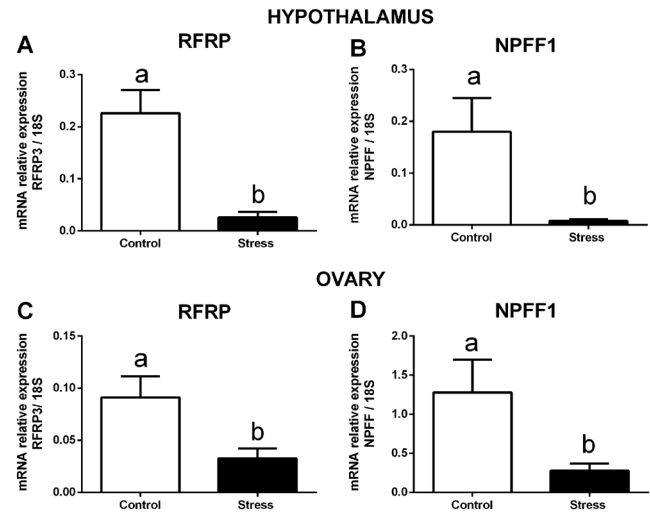 HYPOTHALAMUS
A
RFRP
mRNA relative expression
RFRP3 / 18S
0.3
0.2
0.1
0.0
a
b
Control
Stress
B
NPFF1
mRNA relative expression
NPFF / 18S
0.3
0.2
0.1
0.0
a
b
Control
Stress
OVARY
C
RFRP
mRNA relative expression
RFRP3/ 18S
0.15
0.10
0.05
0.00
a
b
Control
Stress
D
NPFF1
mRNA relative expression
NPFF / 18S
2.0
1.5
1.0
0.5
0.0
a
b
Control
Stress